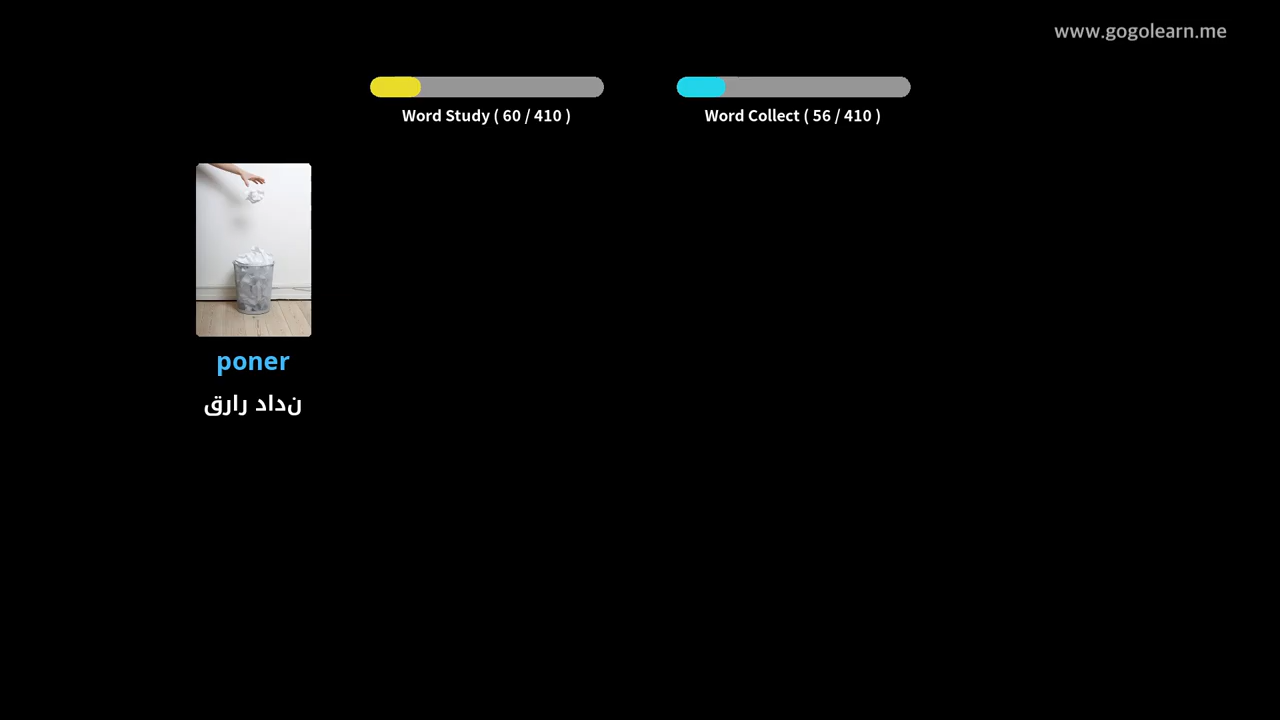 www.gogolearn.me
Word Study ( 60 / 410 )
Word Collect ( 56 / 410 )
poner
نداد رارق